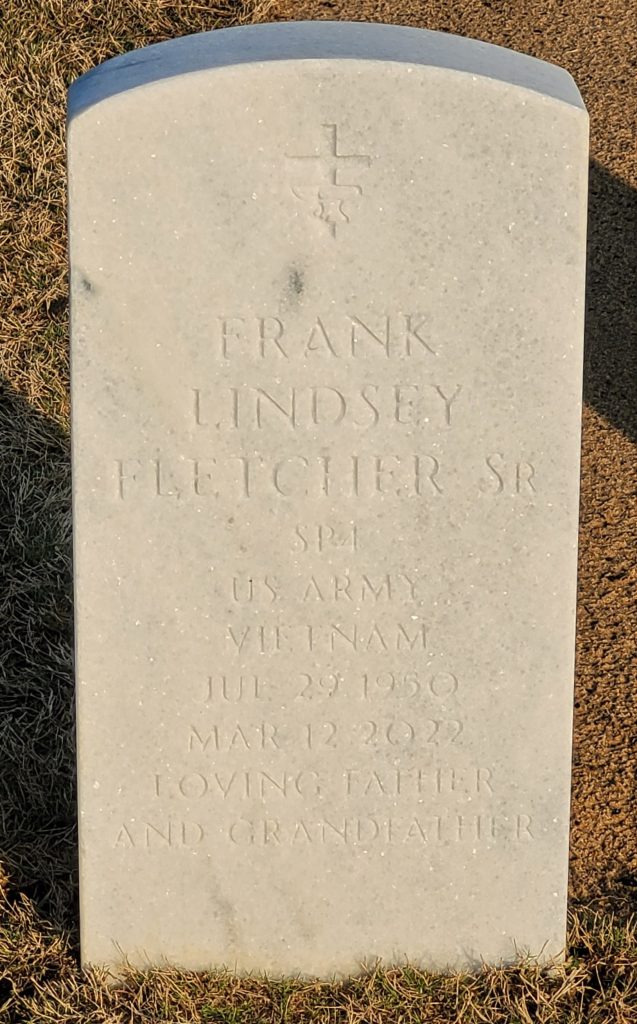 FRANK
LINDSEY
FLETCHER SR
SP4
US ARMY
VIETNAM
JUL 29 1950
MAR 12 2022
LOVING FATHER
AND GRANDFATHER